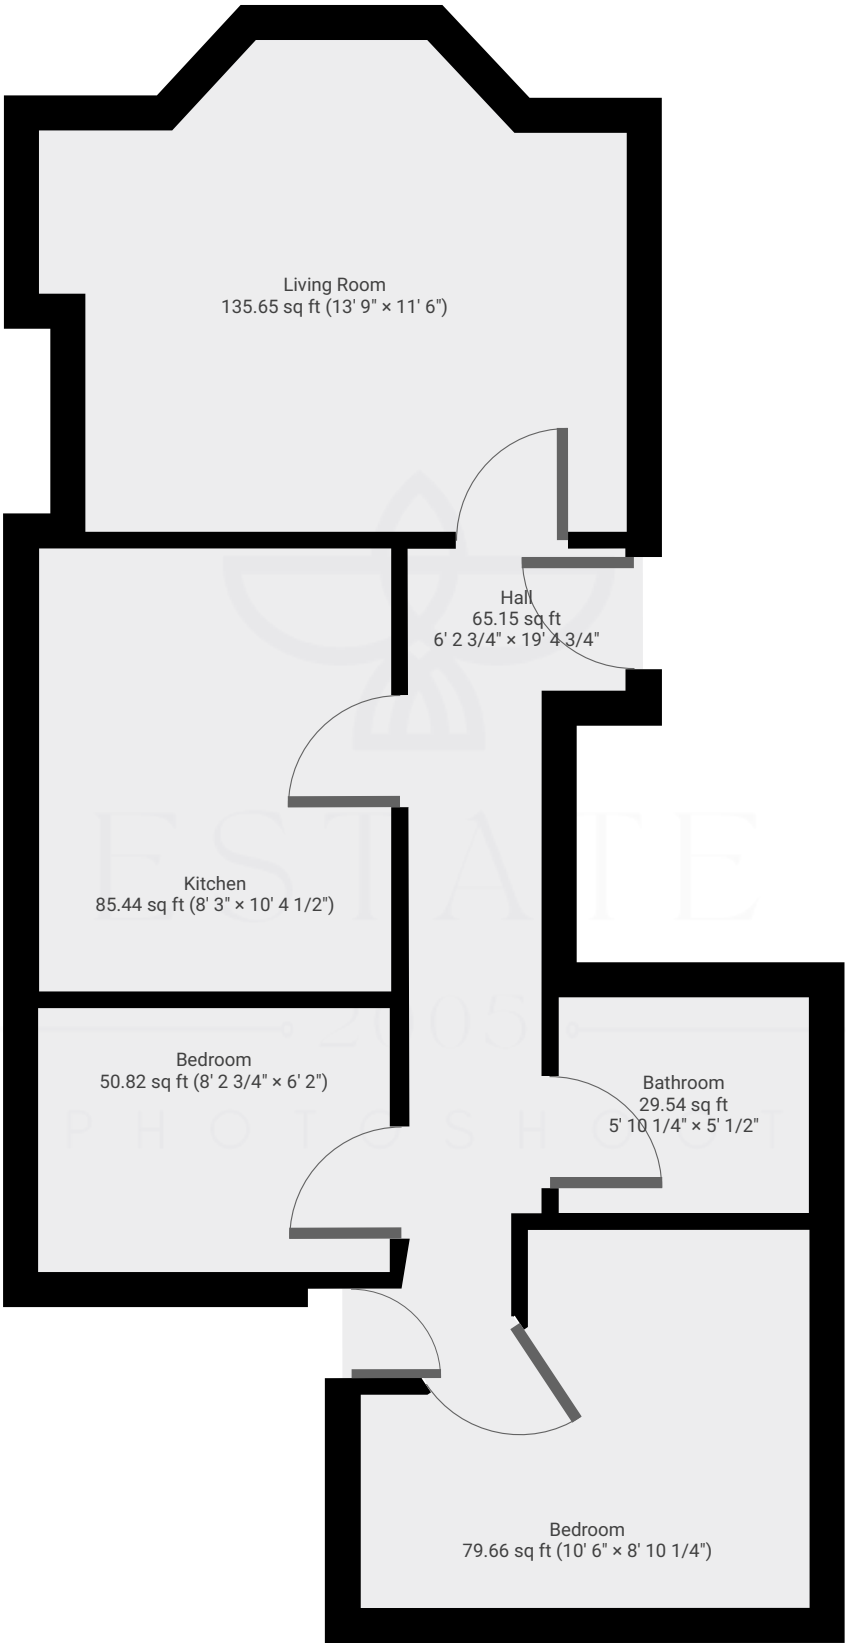 Living Room
135.65 sq ft (13' 9" × 11' 6")
Hall
65.15 sq ft
6' 2 3/4" × 19' 4 3/4"
Kitchen
85.44 sq ft (8' 3" × 10' 4 1/2")
ESTATE
2005
Bedroom
50.82 sq ft (8' 2 3/4" × 6' 2")
Bathroom
29.54 sq ft
5' 10 1/4" × 5' 1/2"
PHOTOSHOOT
Bedroom
79.66 sq ft (10' 6" × 8' 10 1/4")